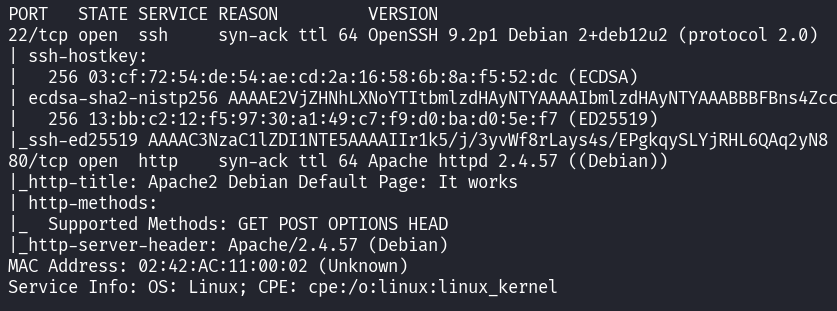 PORT   STATE SERVICE REASON         VERSION
22/tcp open  ssh     syn-ack ttl 64 OpenSSH 9.2p1 Debian 2+deb12u2 (protocol 2.0)
| ssh-hostkey:
|   256 03:cf:72:54:de:54:ae:cd:2a:16:58:6b:8a:f5:52:dc (ECDSA)
| ecdsa-sha2-nistp256 AAAAE2VjZHNhLXNoYTItbmlzdHAyNTYAAAAIbmlzdHAyNTYAAABBBFBns4Zcc
|   256 13:bb:c2:12:f5:97:30:a1:49:c7:f9:d0:ba:d0:5e:f7 (ED25519)
|_ssh-ed25519 AAAAC3NzaC1lZDI1NTE5AAAAIIr1k5/j/3yvWf8rLays4s/EPgkqySLYjRHL6QAq2yN8
80/tcp open  http    syn-ack ttl 64 Apache httpd 2.4.57 ((Debian))
|_http-title: Apache2 Debian Default Page: It works
| http-methods:
|_  Supported Methods: GET POST OPTIONS HEAD
|_http-server-header: Apache/2.4.57 (Debian)
MAC Address: 02:42:AC:11:00:02 (Unknown)
Service Info: OS: Linux; CPE: cpe:/o:linux:linux_kernel